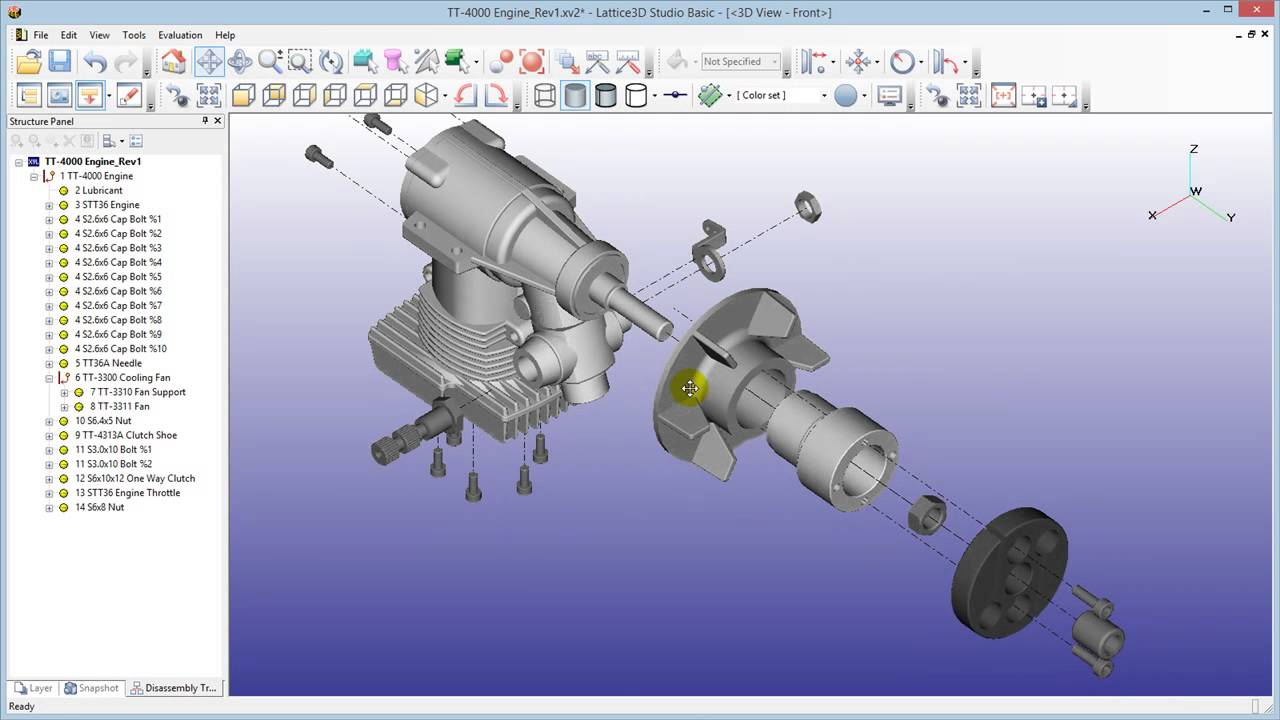 TT-4000 Engine_Rev1.xv2* - Lattice3D Studio Basic - [<3D View - Front>]
File Edit View Tools Evaluation Help
abc
Not Specified
[ Color set ]
Structure Panel
XVL TT-4000 Engine_Rev1
1 TT-4000 Engine
2 Lubricant
3 STT36 Engine
4 S2.6x6 Cap Bolt %1
4 S2.6x6 Cap Bolt %2
4 S2.6x6 Cap Bolt %3
4 S2.6x6 Cap Bolt %4
4 S2.6x6 Cap Bolt %5
4 S2.6x6 Cap Bolt %6
4 S2.6x6 Cap Bolt %7
4 S2.6x6 Cap Bolt %8
4 S2.6x6 Cap Bolt %9
4 S2.6x6 Cap Bolt %10
5 TT36A Needle
6 TT-3300 Cooling Fan
7 TT-3310 Fan Support
8 TT-3311 Fan
10 S6.4x5 Nut
9 TT-4313A Clutch Shoe
11 S3.0x10 Bolt %1
11 S3.0x10 Bolt %2
12 S6x10x12 One Way Clutch
13 STT36 Engine Throttle
14 S6x8 Nut
Z
W
X
Y
Layer Snapshot Disassembly Tr...
Ready